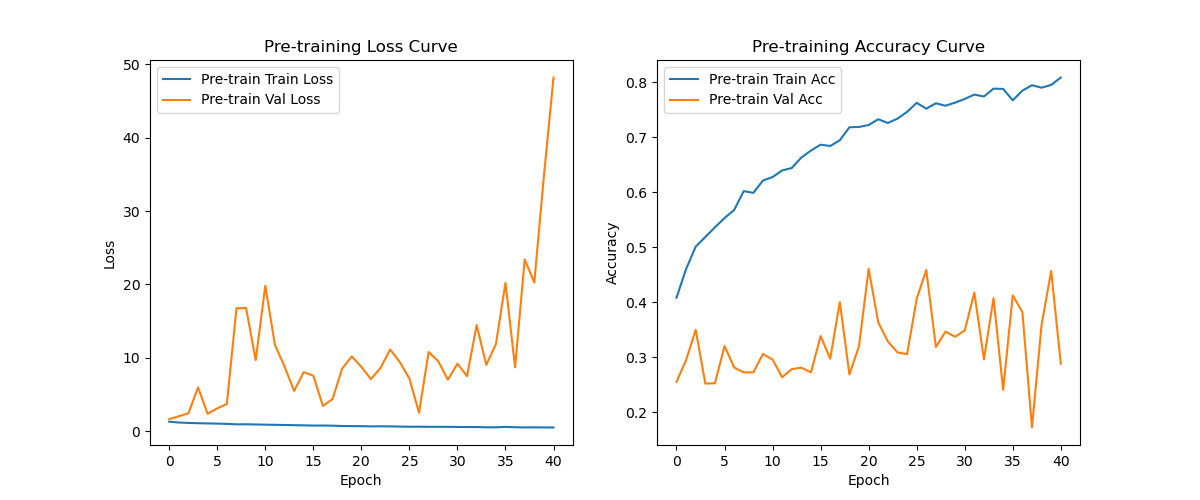 Pre-training Loss Curve
Pre-train Train Loss
Pre-train Val Loss
Loss
50
40
30
20
10
0
0 5 10 15 20 25 30 35 40
Epoch
Pre-training Accuracy Curve
Pre-train Train Acc
Pre-train Val Acc
Accuracy
0.8
0.7
0.6
0.5
0.4
0.3
0.2
0 5 10 15 20 25 30 35 40
Epoch